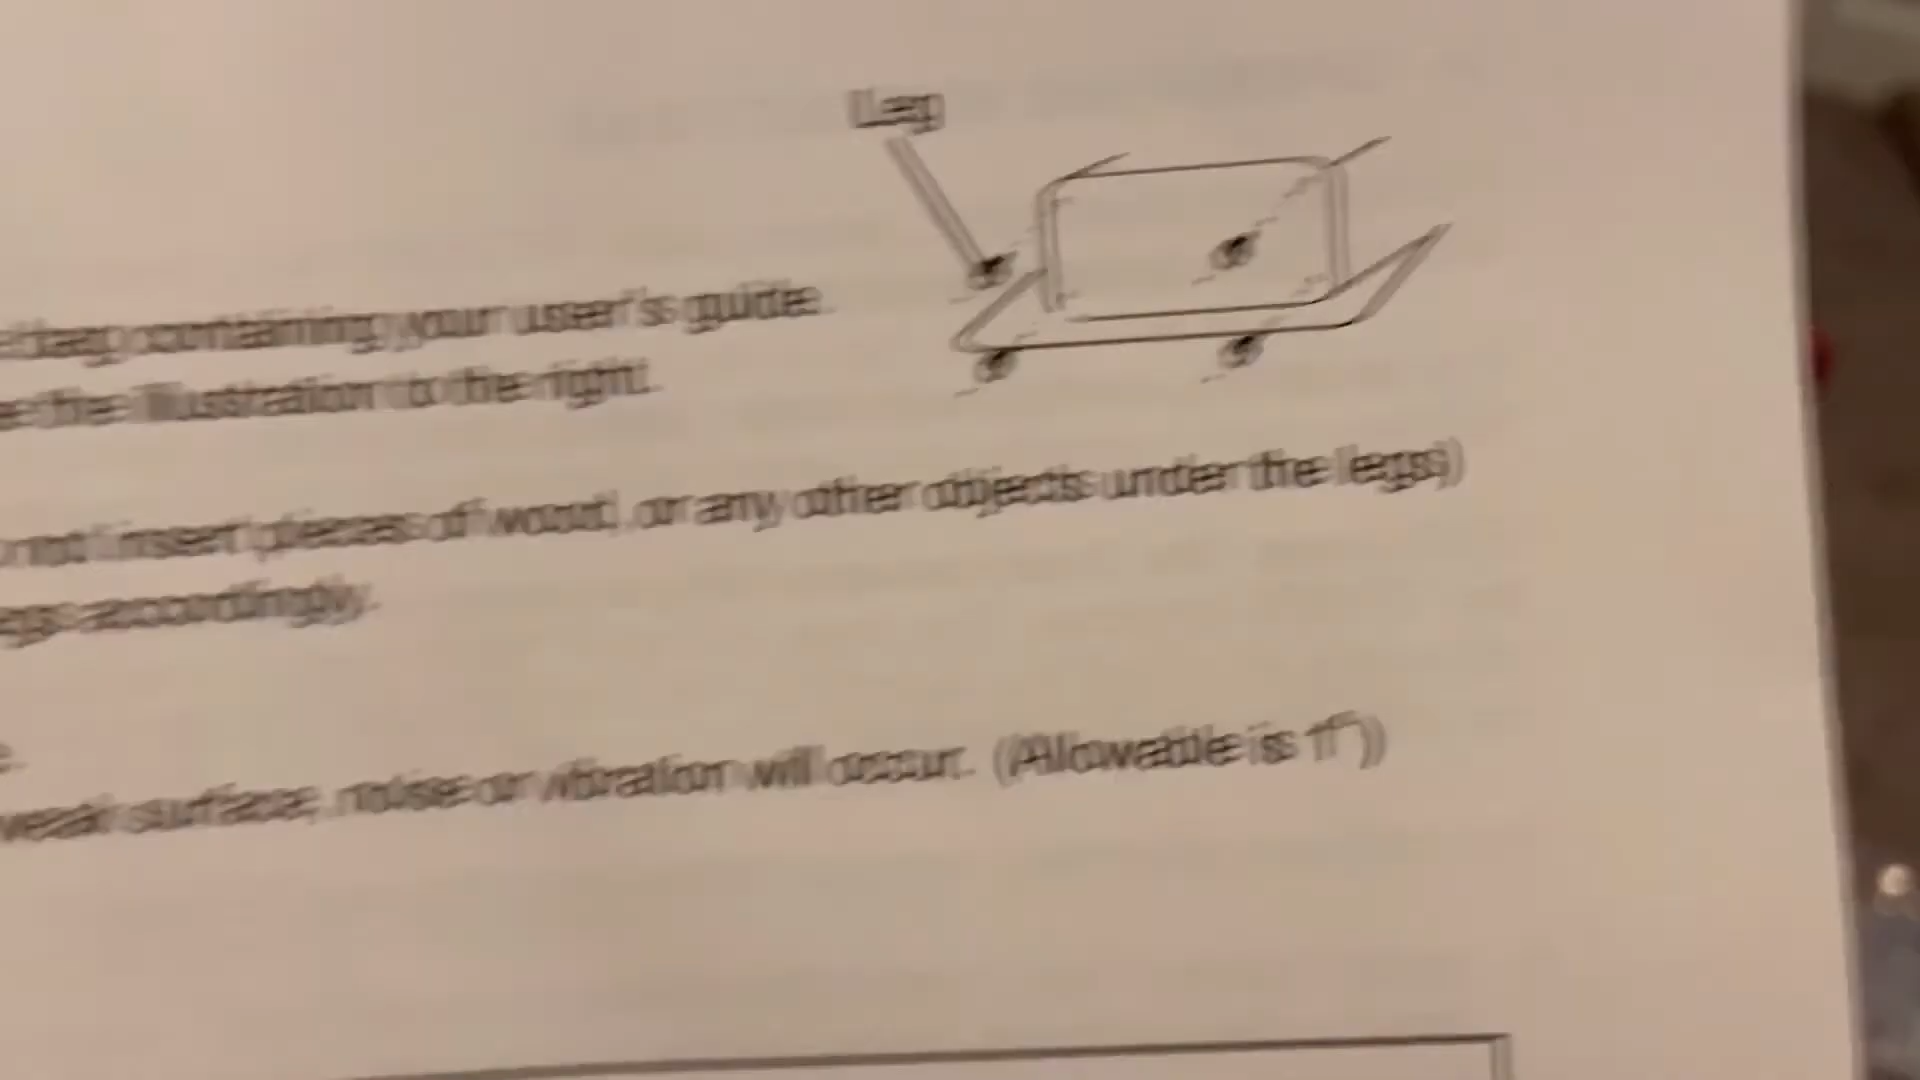 Leg
bag containing your user's guide.
the illustration to the right.
not insert pieces of wood, or any other objects under the legs)
accordingly.
weak surface, noise or vibration will occur. (Allowable is 1°)